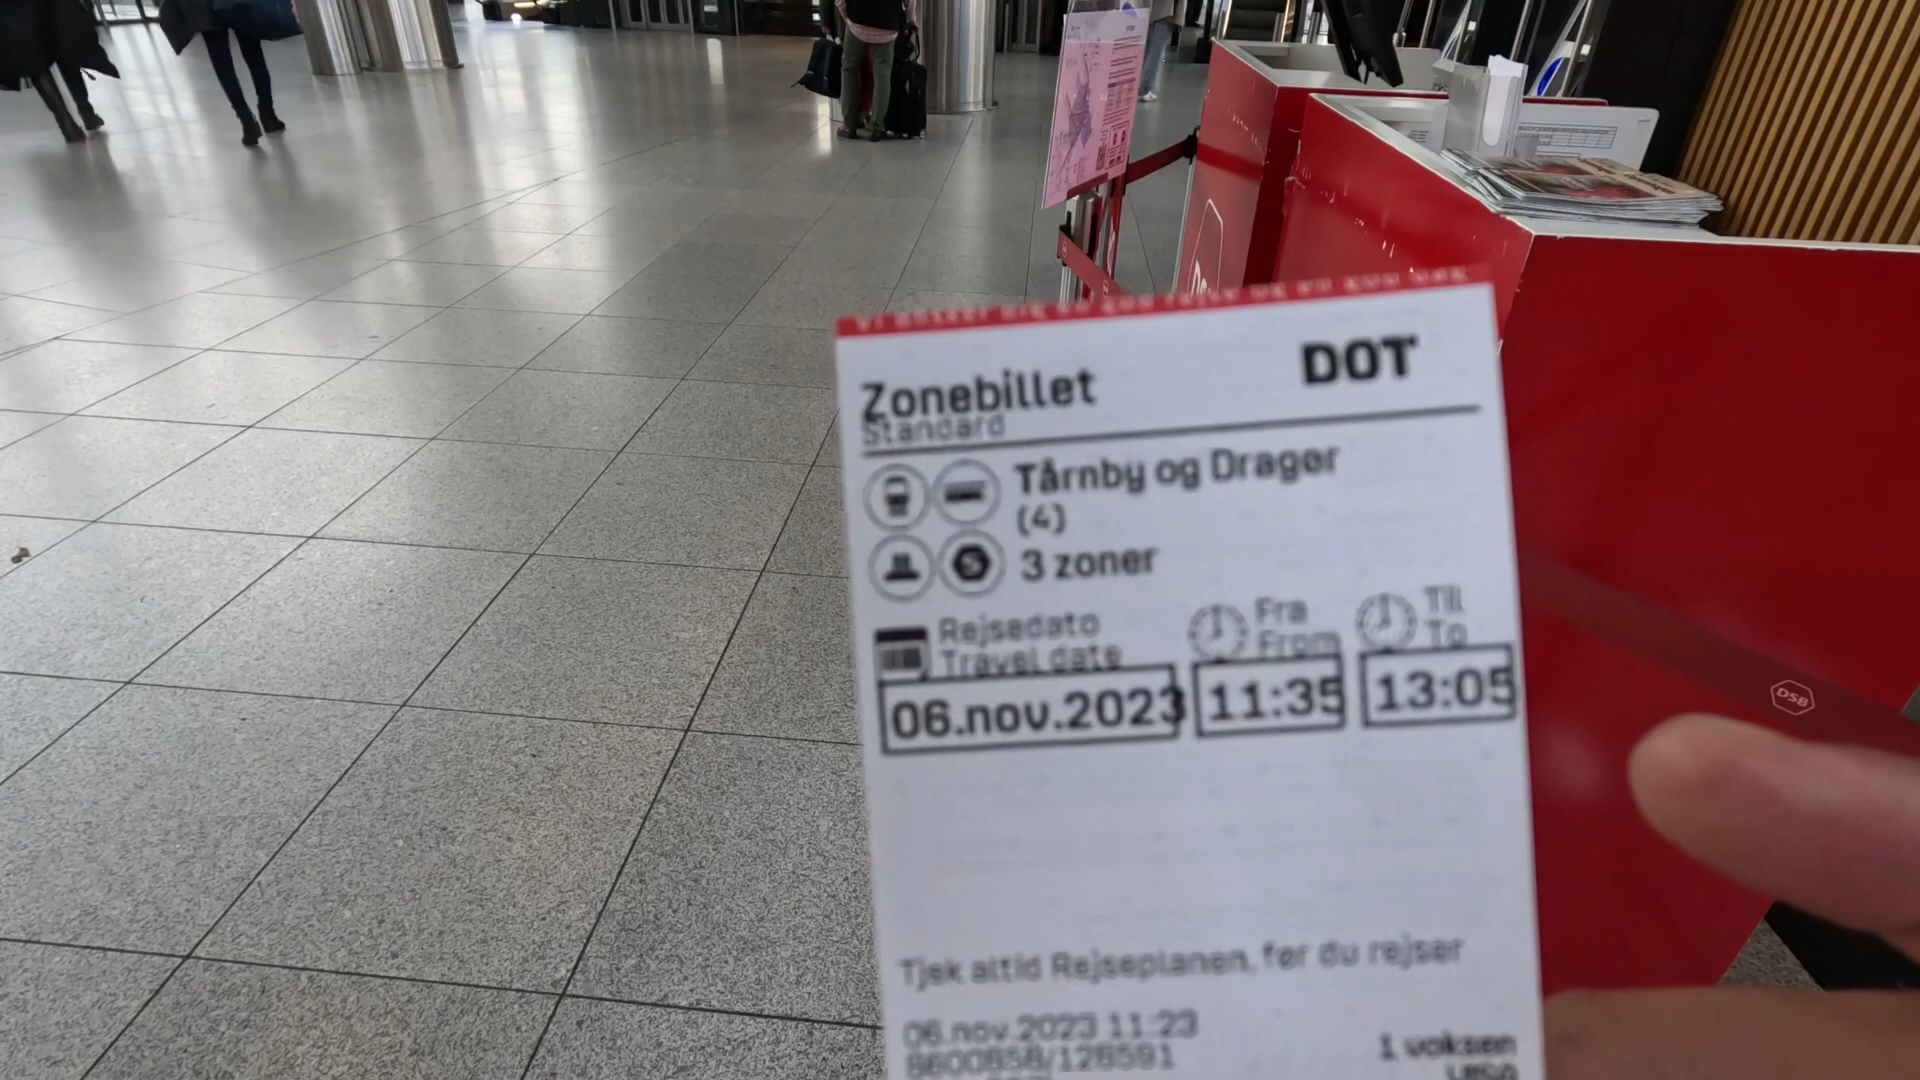 Zonebillet
DOT
Standard
Tårnby og Dragør
(4)
3 zoner
Rejsedato
Travel date
Fra
From
Til
To
06.nov.2023
11:35
13:05
Tjek altid Rejseplanen, før du rejser
06.nov.2023 11:23
1 voksen
DSB